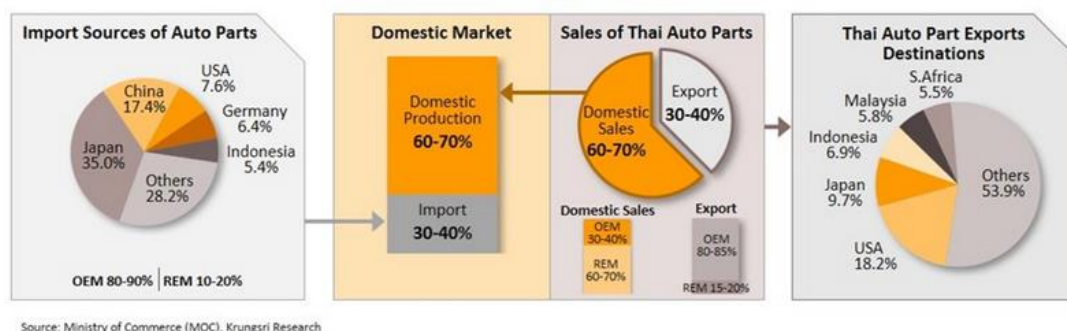 Import Sources of Auto Parts
USA
7.6%
China
17.4%
Germany
6.4%
Japan
35.0%
Indonesia
5.4%
Others
28.2%
OEM 80-90% | REM 10-20%
Domestic Market
Domestic
Production
60-70%
Import
30-40%
Sales of Thai Auto Parts
Export
30-40%
Domestic
Sales
60-70%
Domestic Sales
OEM
30-40%
REM
60-70%
Export
OEM
80-85%
REM 15-20%
Thai Auto Part Exports
Destinations
S.Africa
5.5%
Malaysia
5.8%
Indonesia
6.9%
Others
53.9%
Japan
9.7%
USA
18.2%
Source: Ministry of Commerce (MOC), Krungsri Research